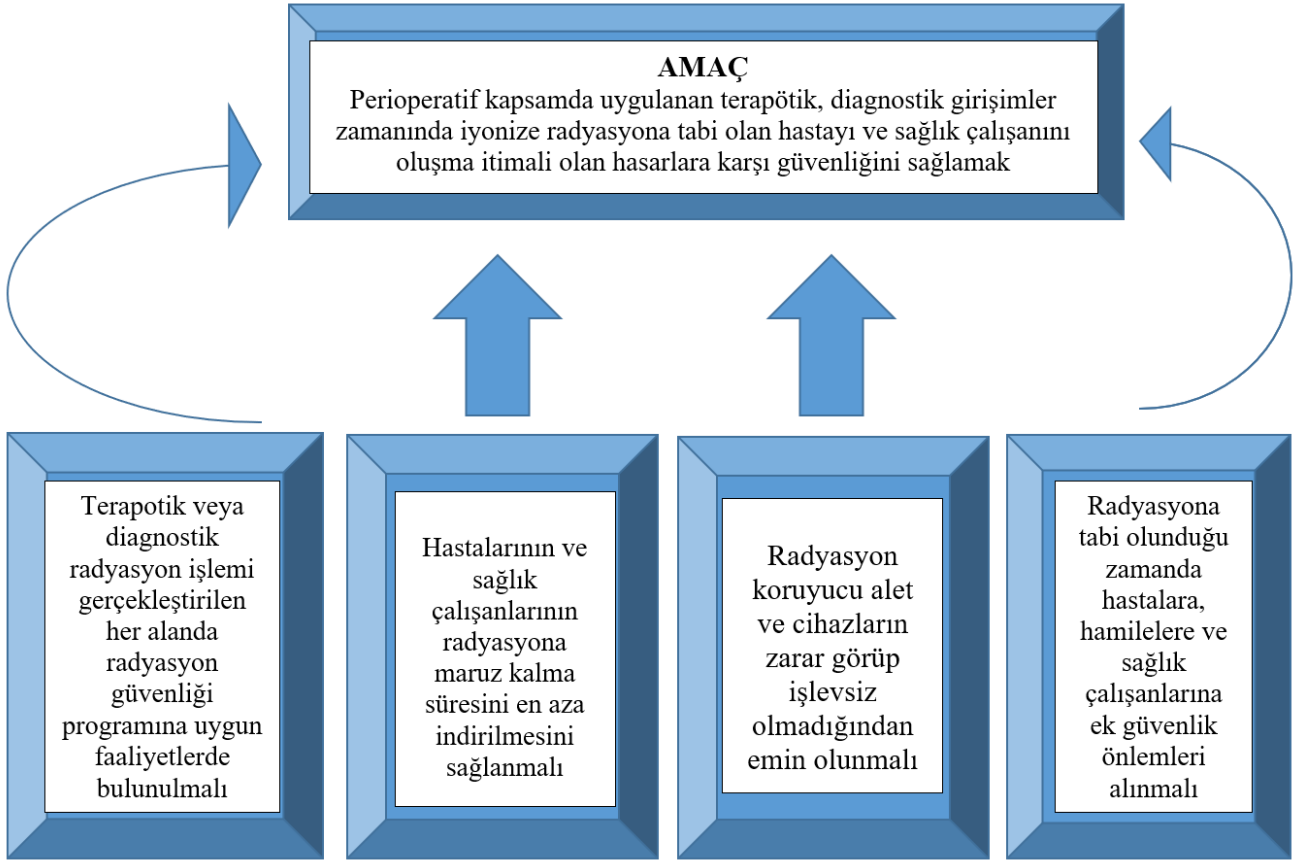 AMAÇ
Perioperatif kapsamda uygulanan terapötik, diagnostik girişimler
zamanında iyonize radyasyona tabi olan hastayı ve sağlık çalışanını
oluşma itimali olan hasarlara karşı güvenliğini sağlamak
Terapotik veya
diagnostik
radyasyon işlemi
gerçekleştirilen
her alanda
radyasyon
güvenliği
programına uygun
faaliyetlerde
bulunulmalı
Hastalarının ve
sağlık
çalışanlarının
radyasyona
maruz kalma
süresini en aza
indirilmesini
sağlanmalı
Radyasyon
koruyucu alet
ve cihazların
zarar görüp
işlevsiz
olmadığından
emin olunmalı
Radyasyona
tabi olunduğu
zamanda
hastalara,
hamilelere ve
sağlık
çalışanlarına
ek güvenlik
önlemleri
alınmalı